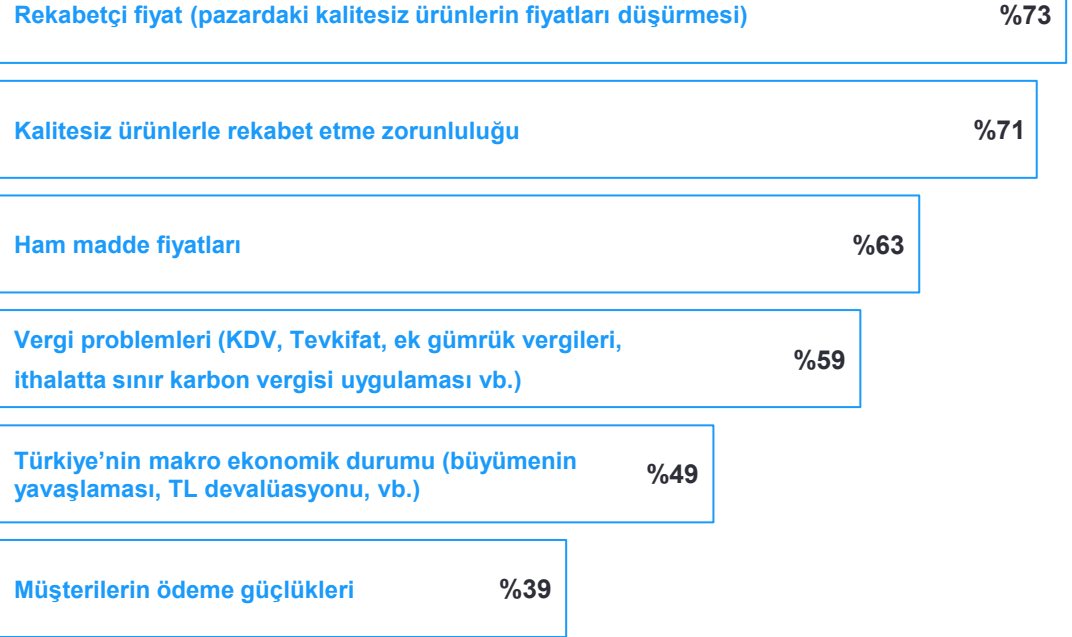 Rekabetçi fiyat (pazardaki kalitesiz ürünlerin fiyatları düşürmesi) %73
Kalitesiz ürünlerle rekabet etme zorunluluğu %71
Ham madde fiyatları %63
Vergi problemleri (KDV, Tevkifat, ek gümrük vergileri,
ithalatta sınır karbon vergisi uygulaması vb.) %59
Türkiye’nin makro ekonomik durumu (büyümenin
yavaşlaması, TL devalüasyonu, vb.) %49
Müşterilerin ödeme güçlükleri %39